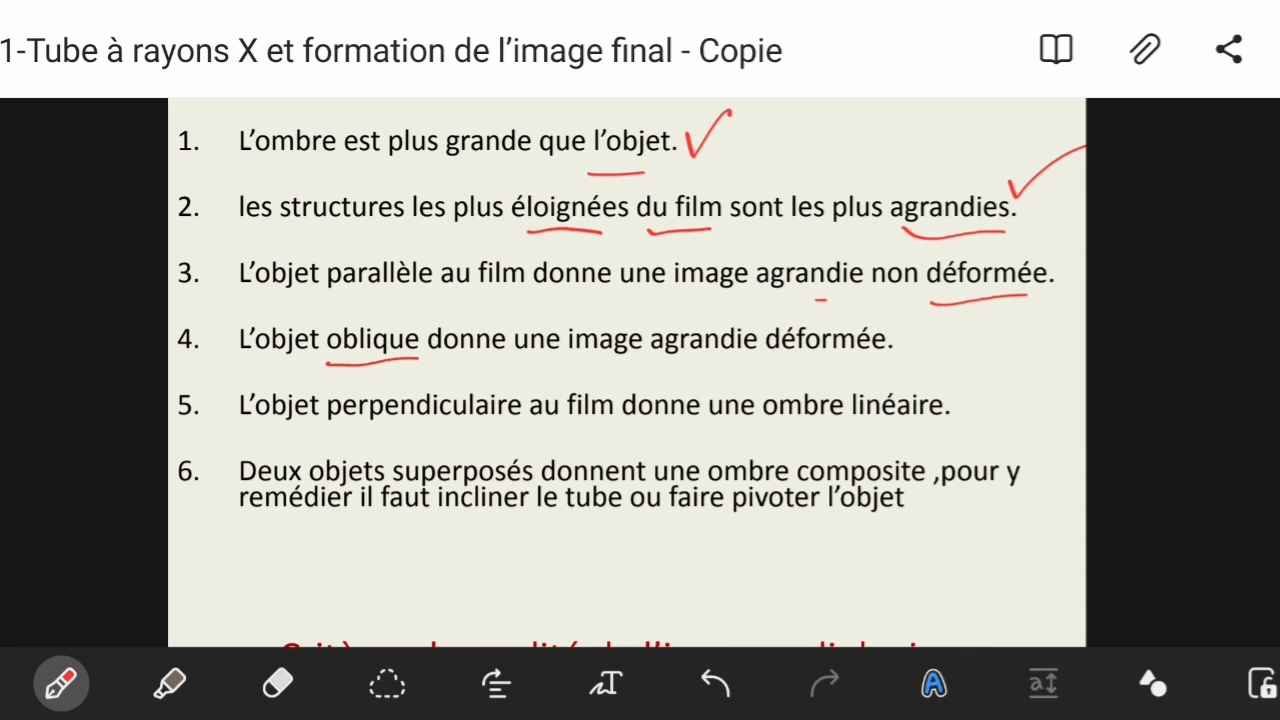 1-Tube à rayons X et formation de l’image final - Copie
1. L’ombre est plus grande que l’objet.
2. les structures les plus éloignées du film sont les plus agrandies.
3. L’objet parallèle au film donne une image agrandie non déformée.
4. L’objet oblique donne une image agrandie déformée.
5. L’objet perpendiculaire au film donne une ombre linéaire.
6. Deux objets superposés donnent une ombre composite ,pour y
remédier il faut incliner le tube ou faire pivoter l’objet